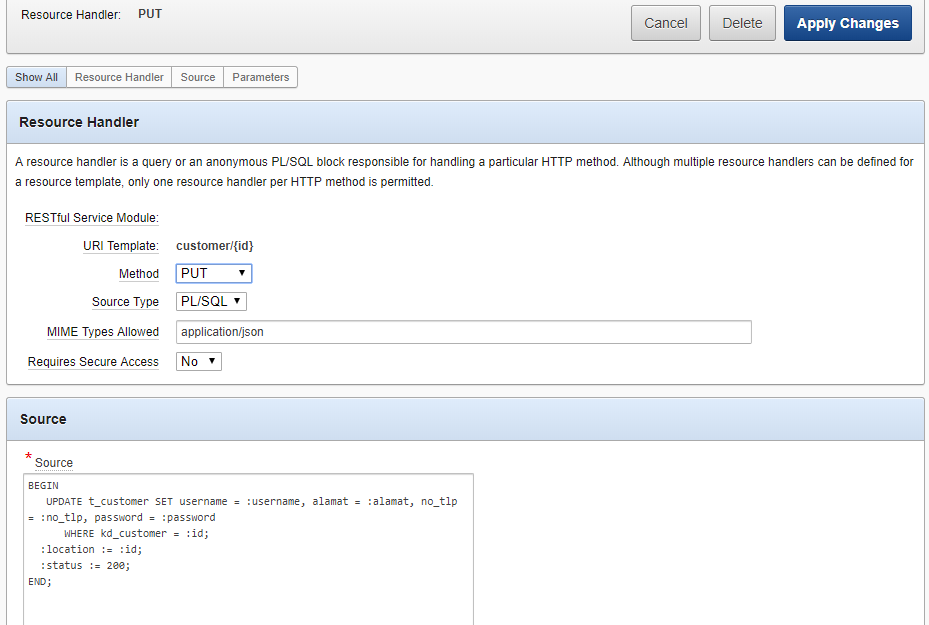 Resource Handler: PUT
Cancel Delete Apply Changes
Show All Resource Handler Source Parameters
Resource Handler
A resource handler is a query or an anonymous PL/SQL block responsible for handling a particular HTTP method. Although multiple resource handlers can be defined for
a resource template, only one resource handler per HTTP method is permitted.
RESTful Service Module:
URI Template: customer/{id}
Method PUT
Source Type PL/SQL
MIME Types Allowed application/json
Requires Secure Access No
Source
* Source
BEGIN
UPDATE t_customer SET username = :username, alamat = :alamat, no_tlp
= :no_tlp, password = :password
WHERE kd_customer = :id;
:location := :id;
:status := 200;
END;